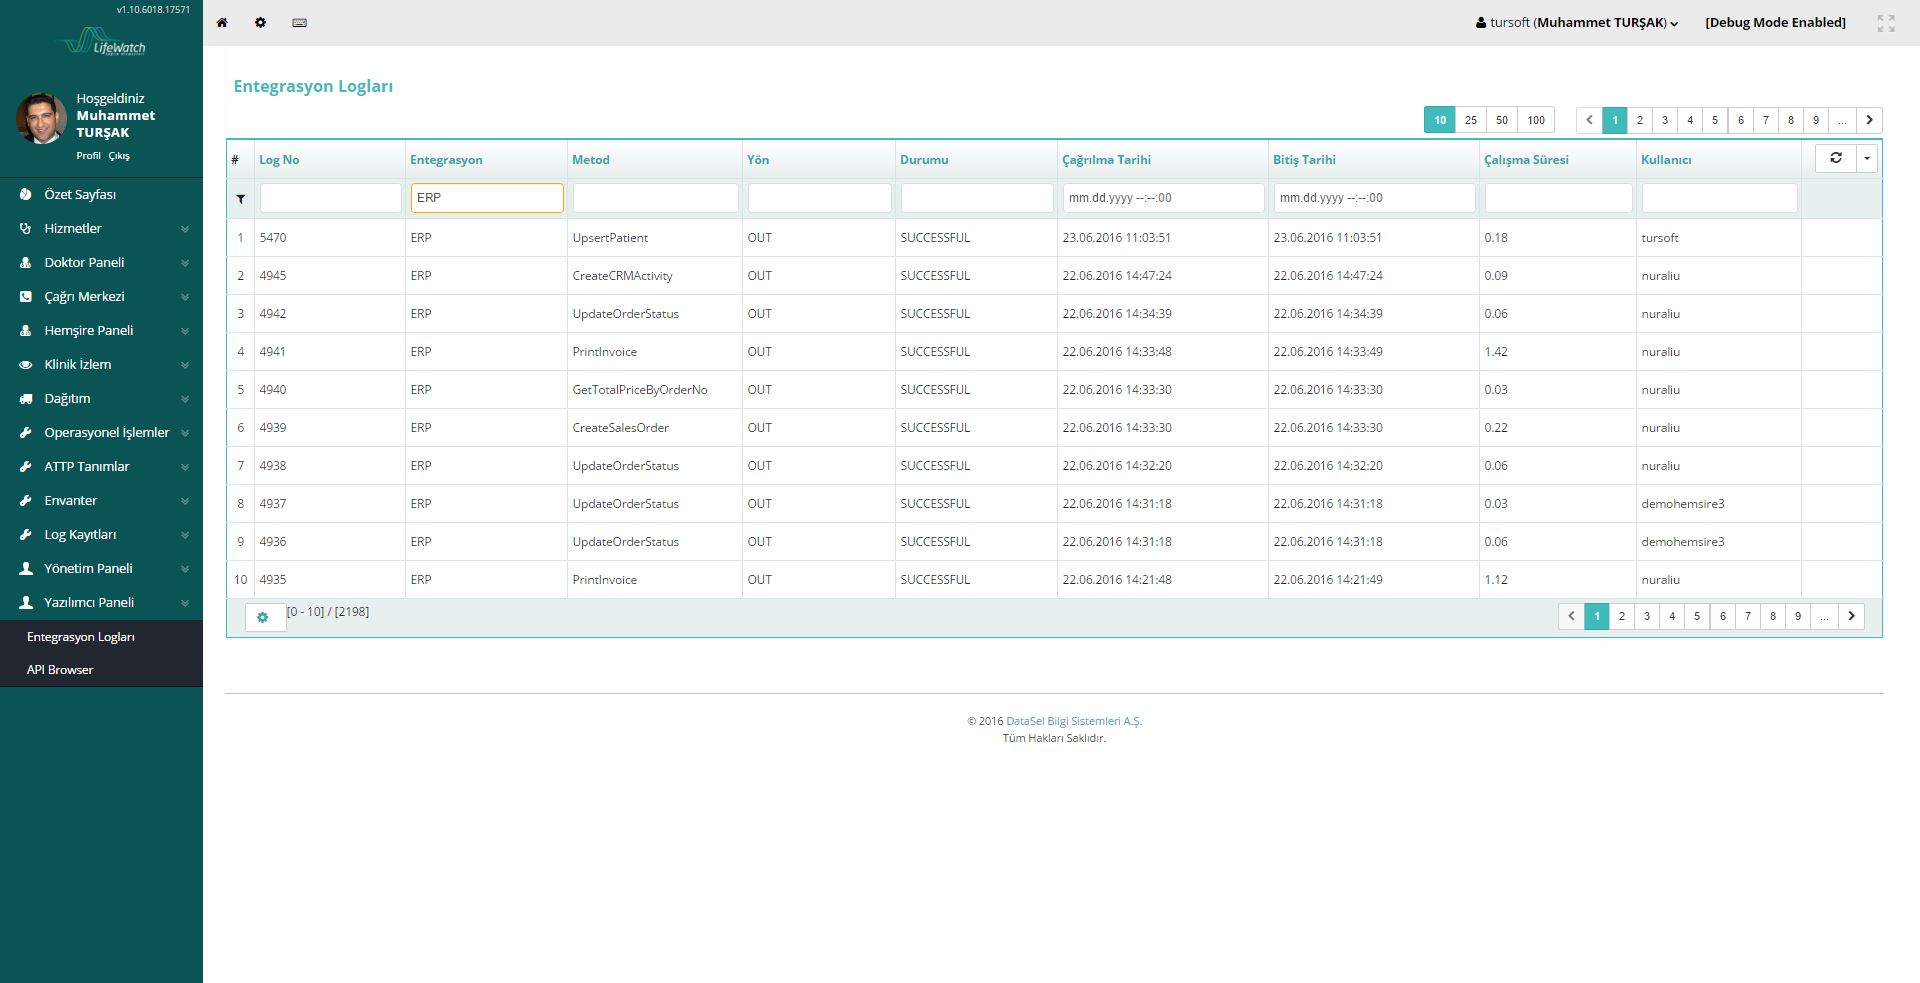 v1.10.6018.17571
LifeWatch
Hoşgeldiniz
Muhammet
TURŞAK
Profil Çıkış
Özet Sayfası
Hizmetler
Doktor Paneli
Çağrı Merkezi
Hemşire Paneli
Klinik İzlem
Dağıtım
Operasyonel İşlemler
ATTP Tanımlar
Envanter
Log Kayıtları
Yönetim Paneli
Yazılımcı Paneli
Entegrasyon Logları
API Browser
tursoft (Muhammet TURŞAK) [Debug Mode Enabled]
Entegrasyon Logları
10 25 50 100 1 2 3 4 5 6 7 8 9 ...
# Log No Entegrasyon Metod Yön Durumu Çağrılma Tarihi Bitiş Tarihi Çalışma Süresi Kullanıcı
ERP mm.dd.yyyy --:--:00 mm.dd.yyyy --:--:00
1 5470 ERP UpsertPatient OUT SUCCESSFUL 23.06.2016 11:03:51 23.06.2016 11:03:51 0.18 tursoft
2 4945 ERP CreateCRMActivity OUT SUCCESSFUL 22.06.2016 14:47:24 22.06.2016 14:47:24 0.09 nuraliu
3 4942 ERP UpdateOrderStatus OUT SUCCESSFUL 22.06.2016 14:34:39 22.06.2016 14:34:39 0.06 nuraliu
4 4941 ERP PrintInvoice OUT SUCCESSFUL 22.06.2016 14:33:48 22.06.2016 14:33:49 1.42 nuraliu
5 4940 ERP GetTotalPriceByOrderNo OUT SUCCESSFUL 22.06.2016 14:33:30 22.06.2016 14:33:30 0.03 nuraliu
6 4939 ERP CreateSalesOrder OUT SUCCESSFUL 22.06.2016 14:33:30 22.06.2016 14:33:30 0.22 nuraliu
7 4938 ERP UpdateOrderStatus OUT SUCCESSFUL 22.06.2016 14:32:20 22.06.2016 14:32:20 0.06 nuraliu
8 4937 ERP UpdateOrderStatus OUT SUCCESSFUL 22.06.2016 14:31:18 22.06.2016 14:31:18 0.03 demohemsire3
9 4936 ERP UpdateOrderStatus OUT SUCCESSFUL 22.06.2016 14:31:18 22.06.2016 14:31:18 0.06 demohemsire3
10 4935 ERP PrintInvoice OUT SUCCESSFUL 22.06.2016 14:21:48 22.06.2016 14:21:49 1.12 nuraliu
[0 - 10] / [2198] 1 2 3 4 5 6 7 8 9 ...
© 2016 DataSel Bilgi Sistemleri A.Ş.
Tüm Hakları Saklıdır.